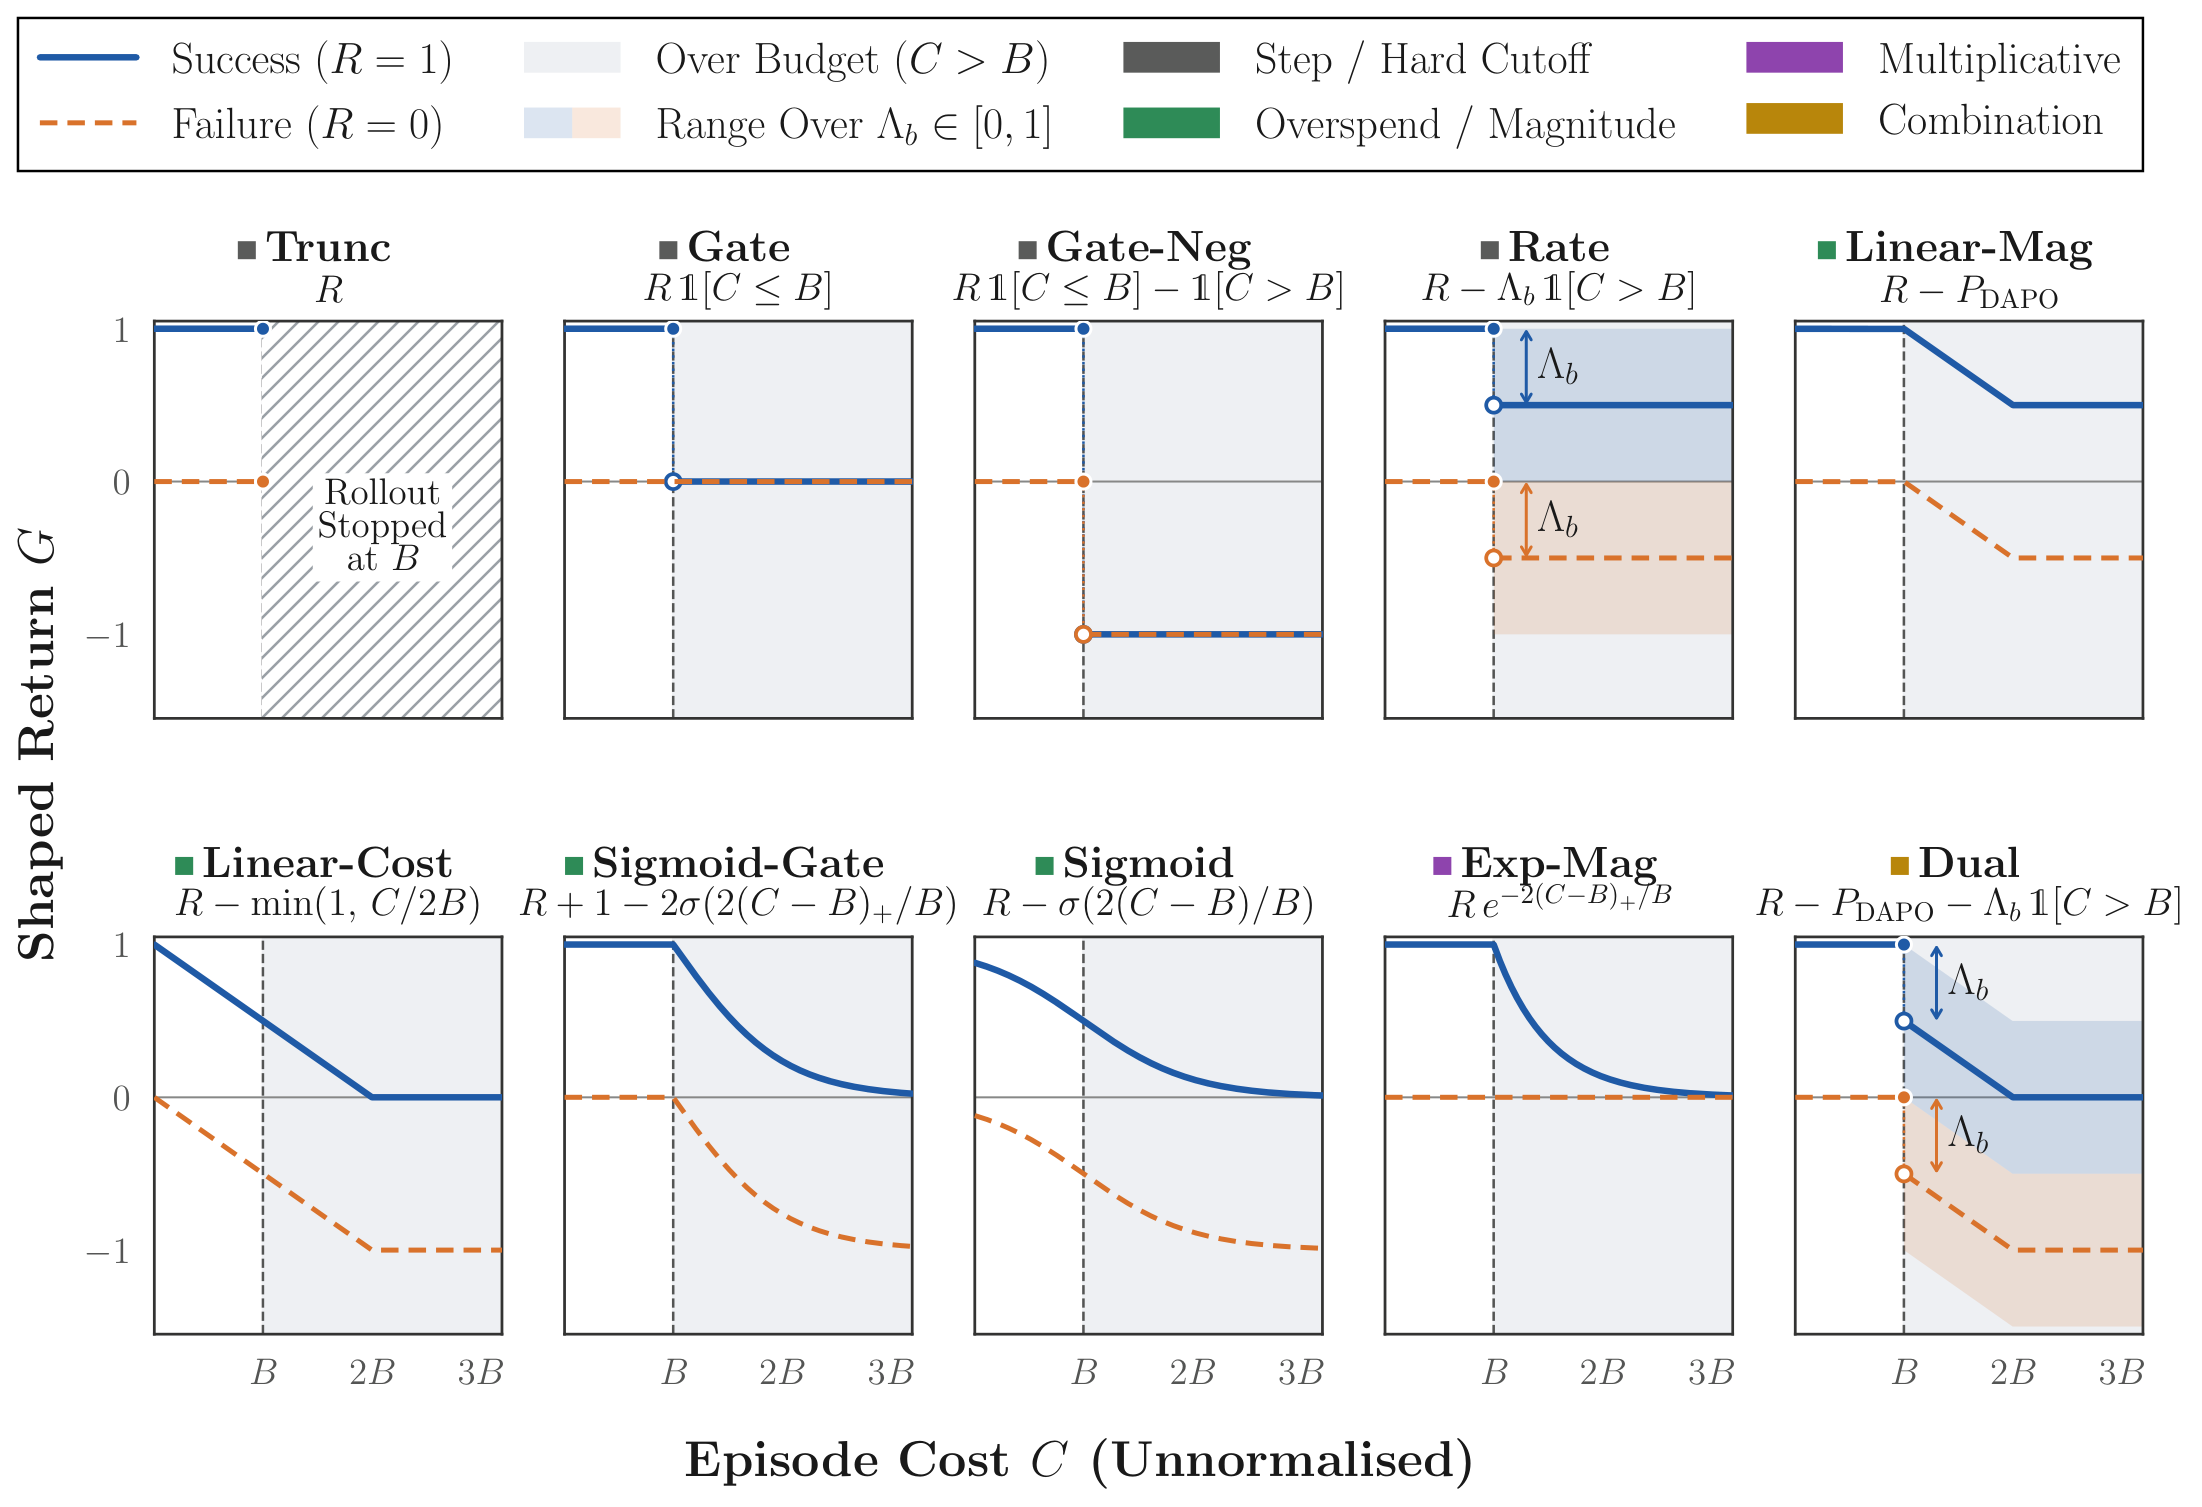 Success (R = 1)
Over Budget (C > B)
Step / Hard Cutoff
Multiplicative
Failure (R = 0)
Range Over Λ_b ∈ [0, 1]
Overspend / Magnitude
Combination
Shaped Return G
Trunc
R
1
0
−1
Rollout
Stopped
at B
Gate
R 𝟙[C ≤ B]
Gate-Neg
R 𝟙[C ≤ B] − 𝟙[C > B]
Rate
R − Λ_b 𝟙[C > B]
Λ_b
Λ_b
Linear-Mag
R − P_DAPO
Linear-Cost
R − min(1, C/2B)
1
0
−1
B 2B 3B
Sigmoid-Gate
R + 1 − 2σ(2(C − B)_+/B)
B 2B 3B
Sigmoid
R − σ(2(C − B)/B)
B 2B 3B
Exp-Mag
R e^{−2(C−B)_+/B}
B 2B 3B
Dual
R − P_DAPO − Λ_b 𝟙[C > B]
Λ_b
Λ_b
B 2B 3B
Episode Cost C (Unnormalised)